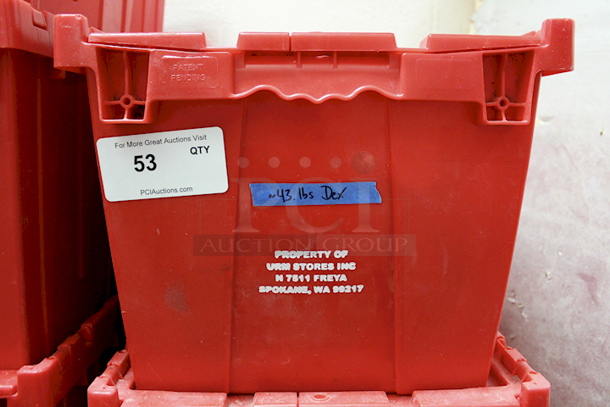 PATENT
PENDING
For More Great Auctions Visit
53 QTY
PCIAuctions.com
~43 lbs Dex
PCI
AUCTION GROUP
PROPERTY OF
URM STORES INC
N 7511 FREYA
SPOKANE, WA 99217